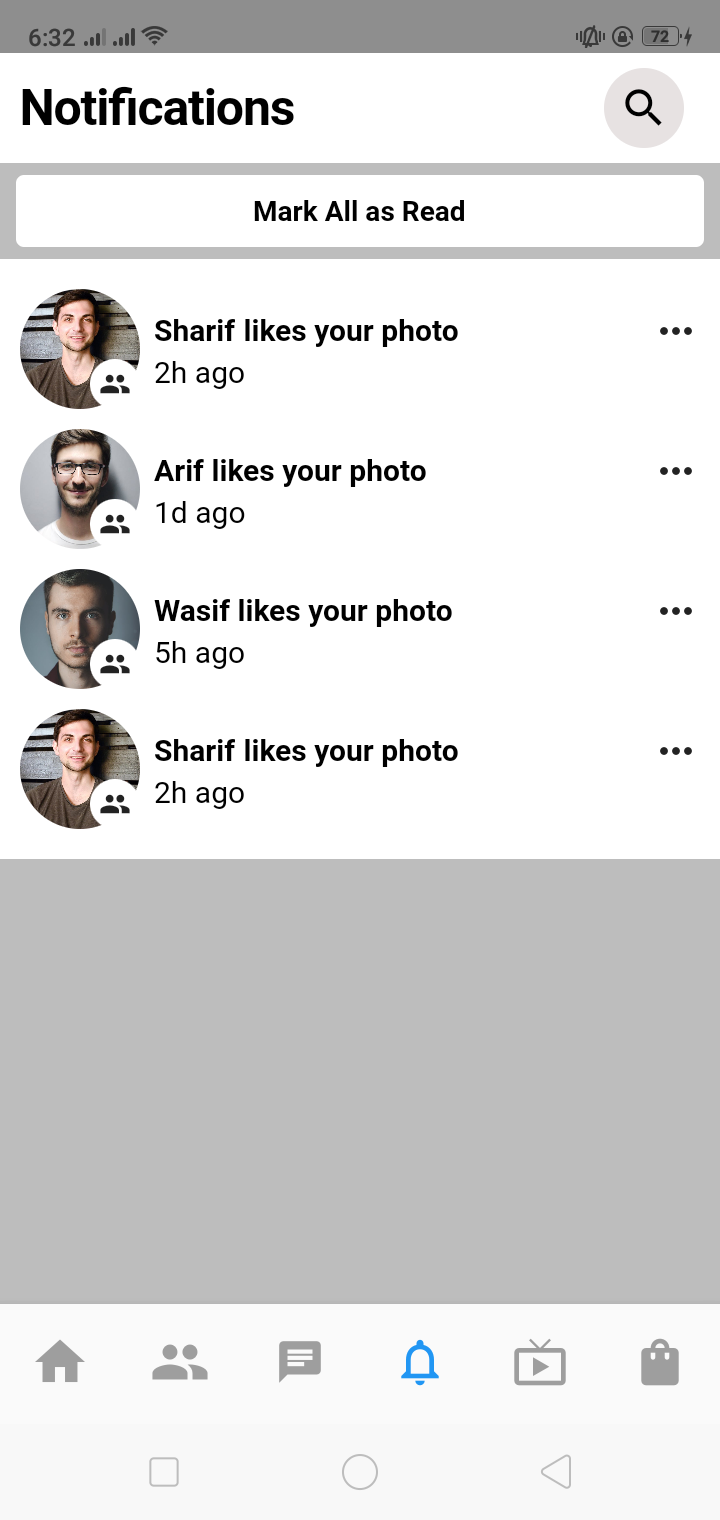 6:32
72
Notifications
Mark All as Read
Sharif likes your photo
2h ago
Arif likes your photo
1d ago
Wasif likes your photo
5h ago
Sharif likes your photo
2h ago